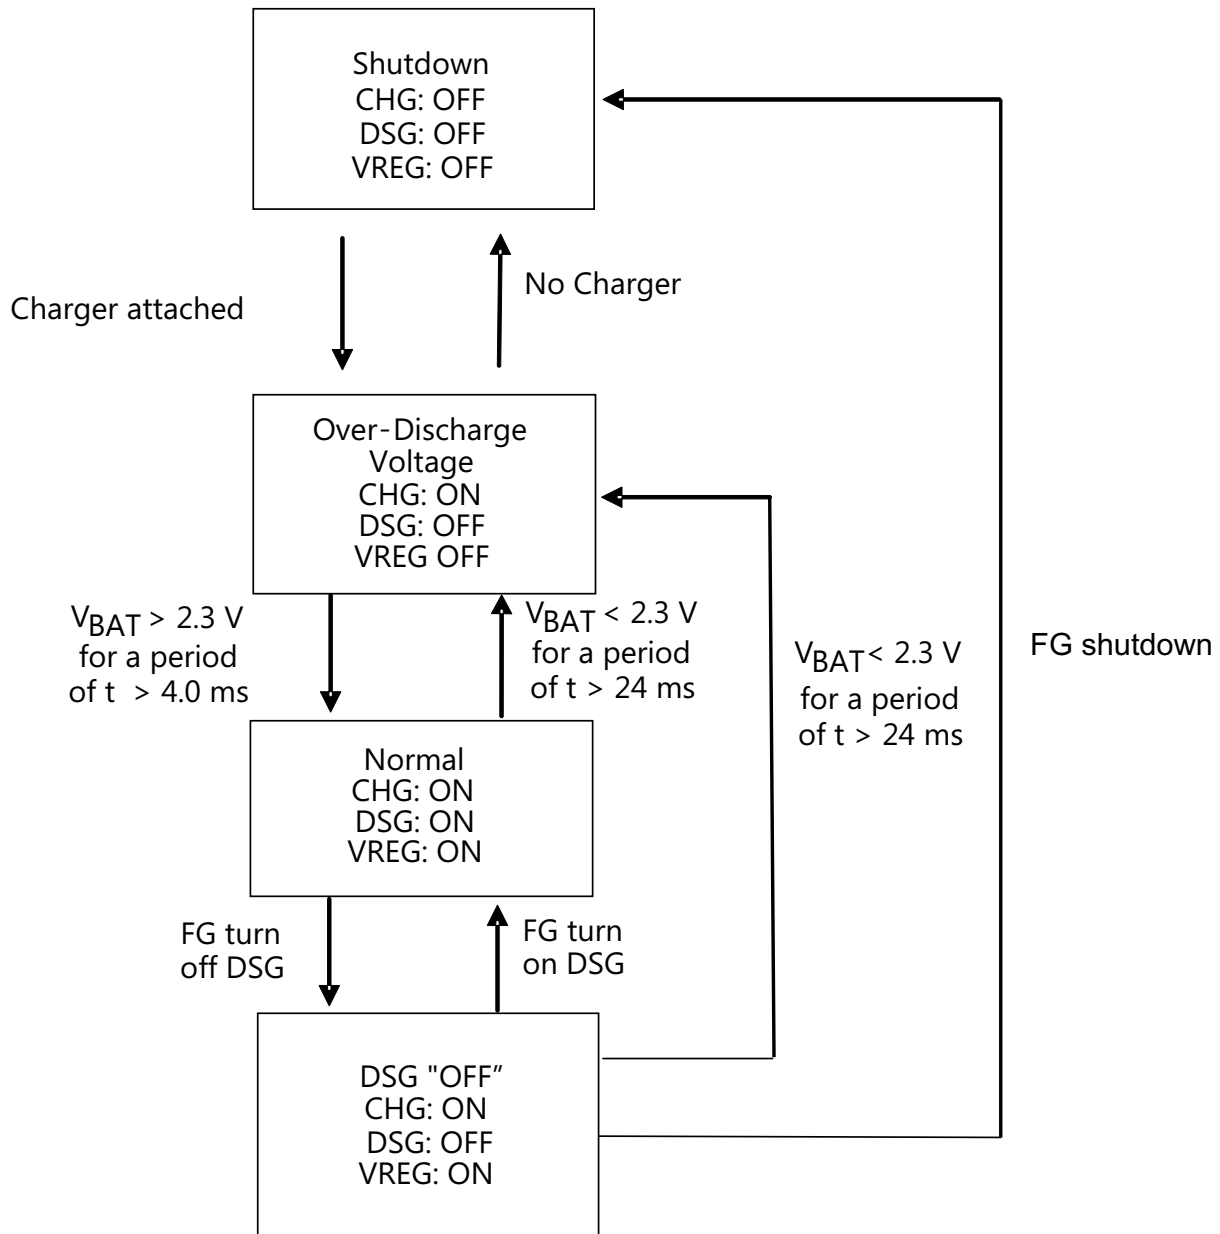 Shutdown
CHG: OFF
DSG: OFF
VREG: OFF
Charger attached
No Charger
Over-Discharge
Voltage
CHG: ON
DSG: OFF
VREG OFF
VBAT > 2.3 V
for a period
of t > 4.0 ms
VBAT < 2.3 V
for a period
of t > 24 ms
VBAT < 2.3 V
for a period
of t > 24 ms
FG shutdown
Normal
CHG: ON
DSG: ON
VREG: ON
FG turn
off DSG
FG turn
on DSG
DSG "OFF”
CHG: ON
DSG: OFF
VREG: ON